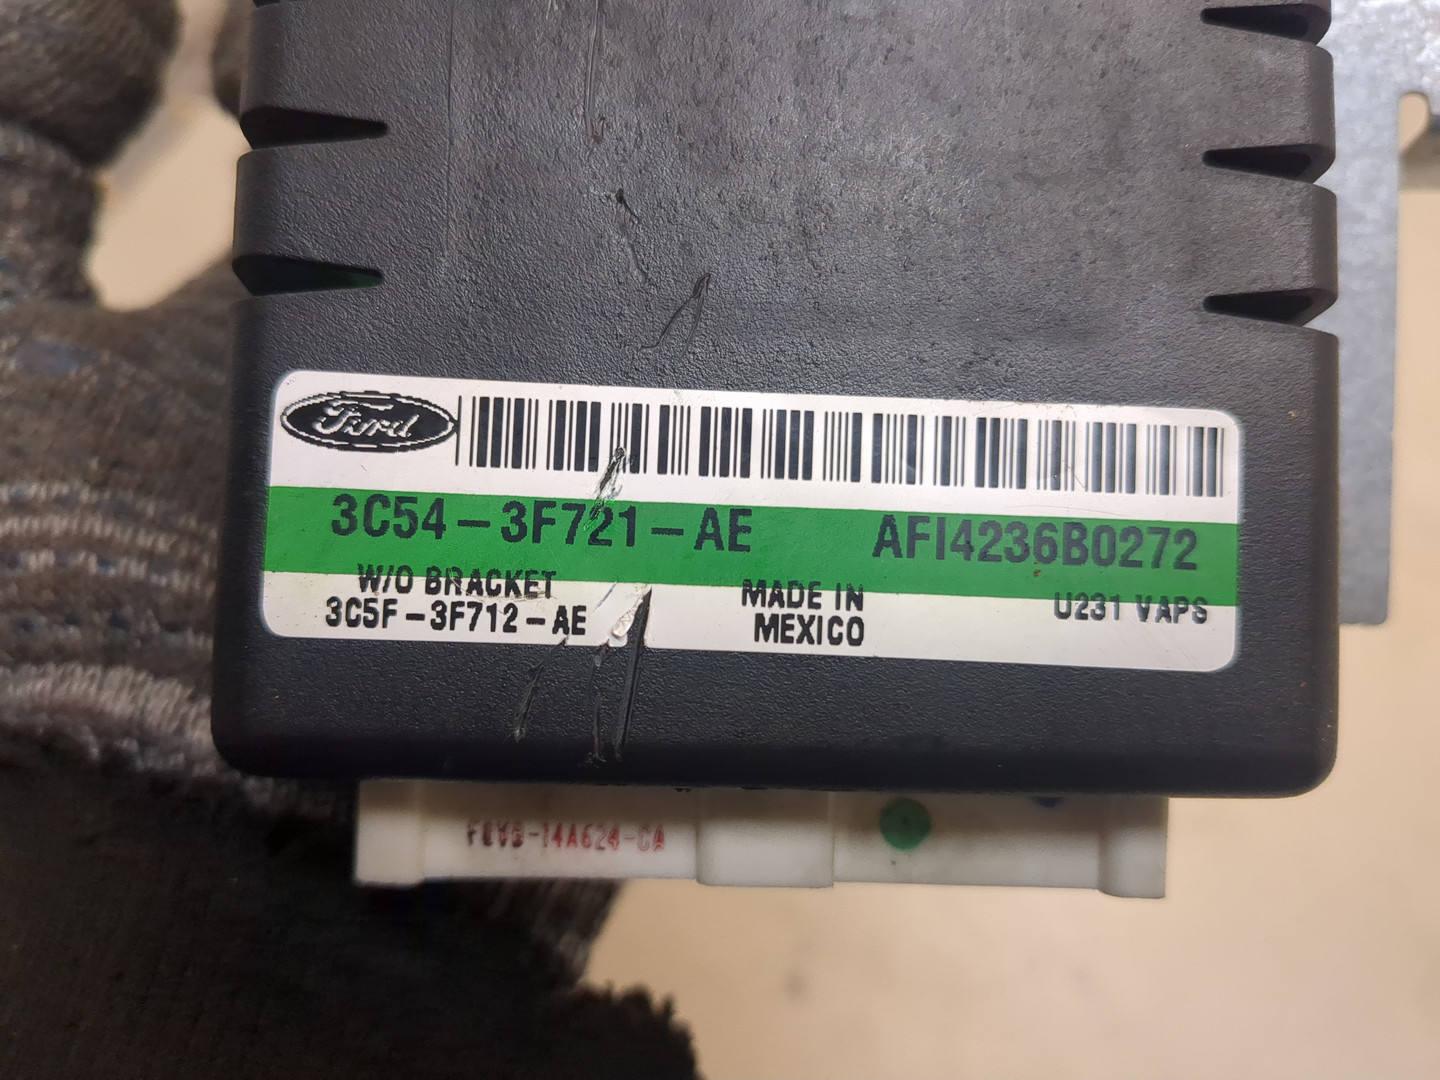 Ford
3C54-3F721-AE AFI4236B0272
W/O BRACKET
3C5F-3F712-AE
MADE IN
MEXICO
U231 VAPS